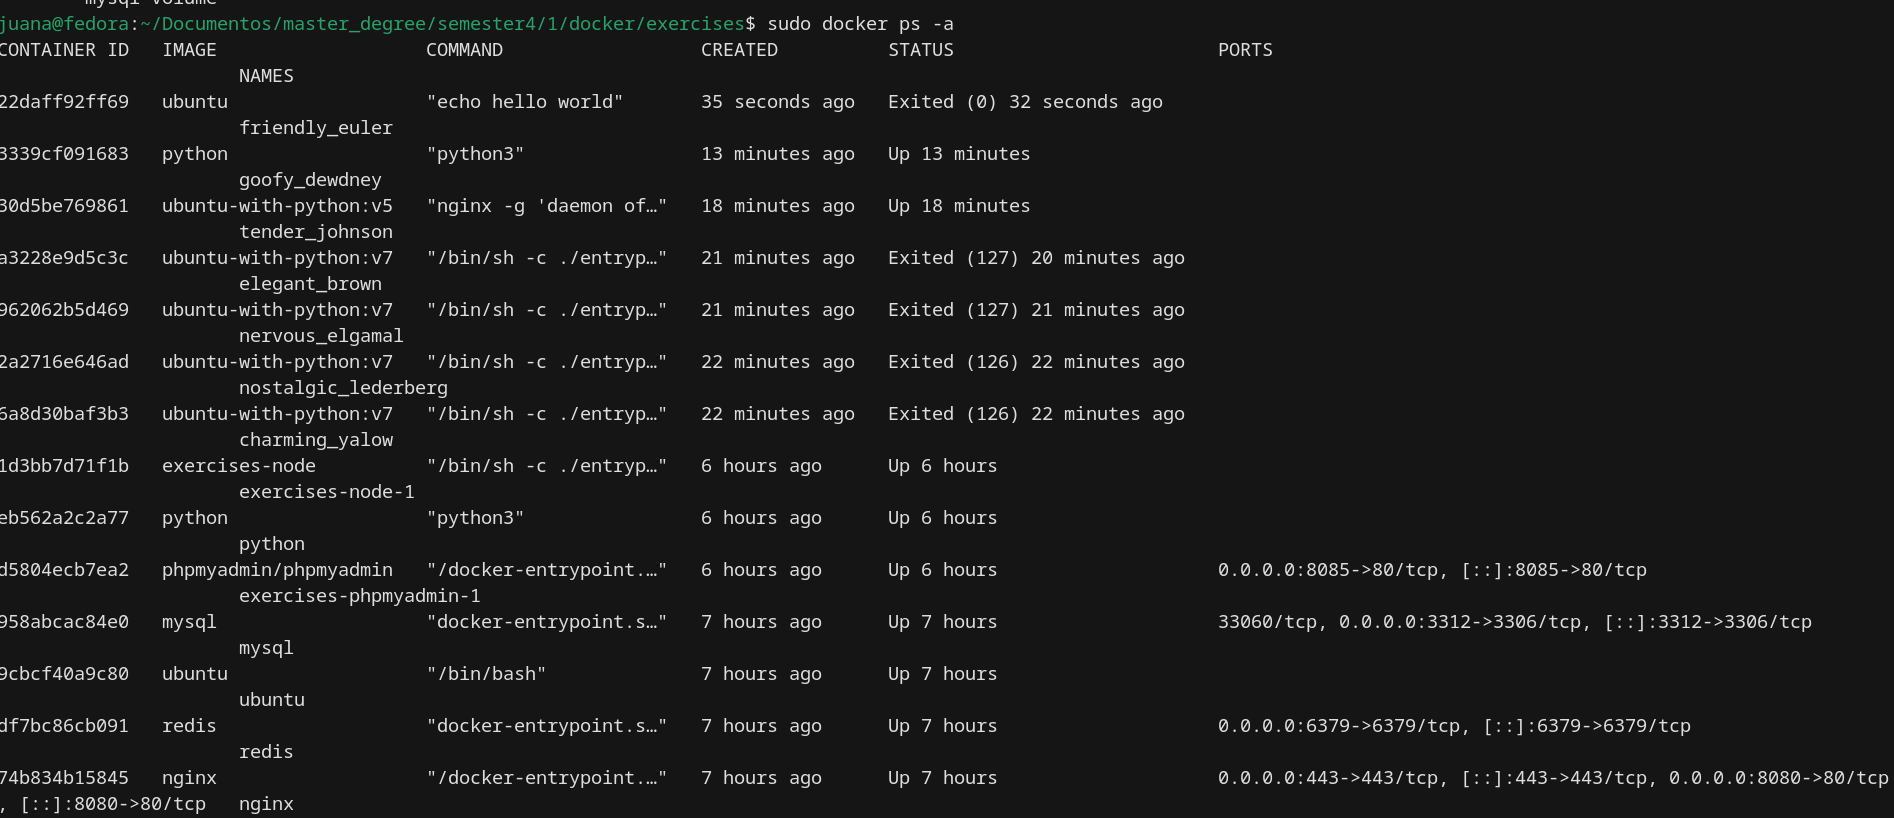 mysql volume
juana@fedora:~/Documentos/master_degree/semester4/1/docker/exercises$ sudo docker ps -a
CONTAINER ID   IMAGE                   COMMAND                  CREATED          STATUS                        PORTS
                      NAMES
22daff92ff69   ubuntu                  "echo hello world"       35 seconds ago   Exited (0) 32 seconds ago
                      friendly_euler
3339cf091683   python                  "python3"                13 minutes ago   Up 13 minutes
                      goofy_dewdney
30d5be769861   ubuntu-with-python:v5   "nginx -g 'daemon of…"   18 minutes ago   Up 18 minutes
                      tender_johnson
a3228e9d5c3c   ubuntu-with-python:v7   "/bin/sh -c ./entryp…"   21 minutes ago   Exited (127) 20 minutes ago
                      elegant_brown
962062b5d469   ubuntu-with-python:v7   "/bin/sh -c ./entryp…"   21 minutes ago   Exited (127) 21 minutes ago
                      nervous_elgamal
2a2716e646ad   ubuntu-with-python:v7   "/bin/sh -c ./entryp…"   22 minutes ago   Exited (126) 22 minutes ago
                      nostalgic_lederberg
6a8d30baf3b3   ubuntu-with-python:v7   "/bin/sh -c ./entryp…"   22 minutes ago   Exited (126) 22 minutes ago
                      charming_yalow
1d3bb7d71f1b   exercises-node          "/bin/sh -c ./entryp…"   6 hours ago      Up 6 hours
                      exercises-node-1
eb562a2c2a77   python                  "python3"                6 hours ago      Up 6 hours
                      python
d5804ecb7ea2   phpmyadmin/phpmyadmin   "/docker-entrypoint.…"   6 hours ago      Up 6 hours                    0.0.0.0:8085->80/tcp, [::]:8085->80/tcp
                      exercises-phpmyadmin-1
958abcac84e0   mysql                   "docker-entrypoint.s…"   7 hours ago      Up 7 hours                    33060/tcp, 0.0.0.0:3312->3306/tcp, [::]:3312->3306/tcp
                      mysql
9cbcf40a9c80   ubuntu                  "/bin/bash"              7 hours ago      Up 7 hours
                      ubuntu
df7bc86cb091   redis                   "docker-entrypoint.s…"   7 hours ago      Up 7 hours                    0.0.0.0:6379->6379/tcp, [::]:6379->6379/tcp
                      redis
74b834b15845   nginx                   "/docker-entrypoint.…"   7 hours ago      Up 7 hours                    0.0.0.0:443->443/tcp, [::]:443->443/tcp, 0.0.0.0:8080->80/tcp
, [::]:8080->80/tcp   nginx